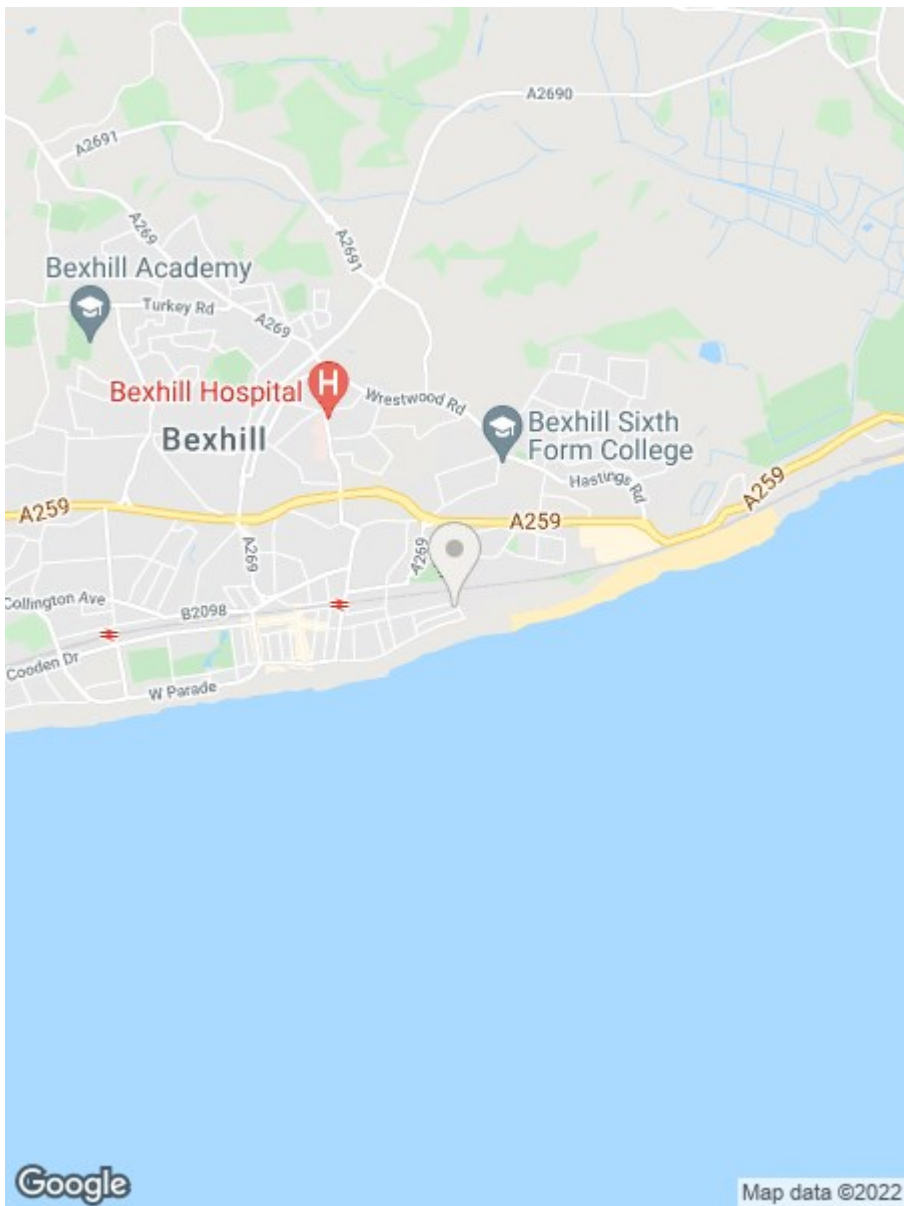 A2690
A2691
A269
A2691
Bexhill Academy
Turkey Rd
A269
Bexhill Hospital
H
Wrestwood Rd
Bexhill Sixth
Form College
Bexhill
Hastings Rd
A259
A259
A259
A269
A269
Collington Ave
B2098
Cooden Dr
W Parade
Google
Map data ©2022